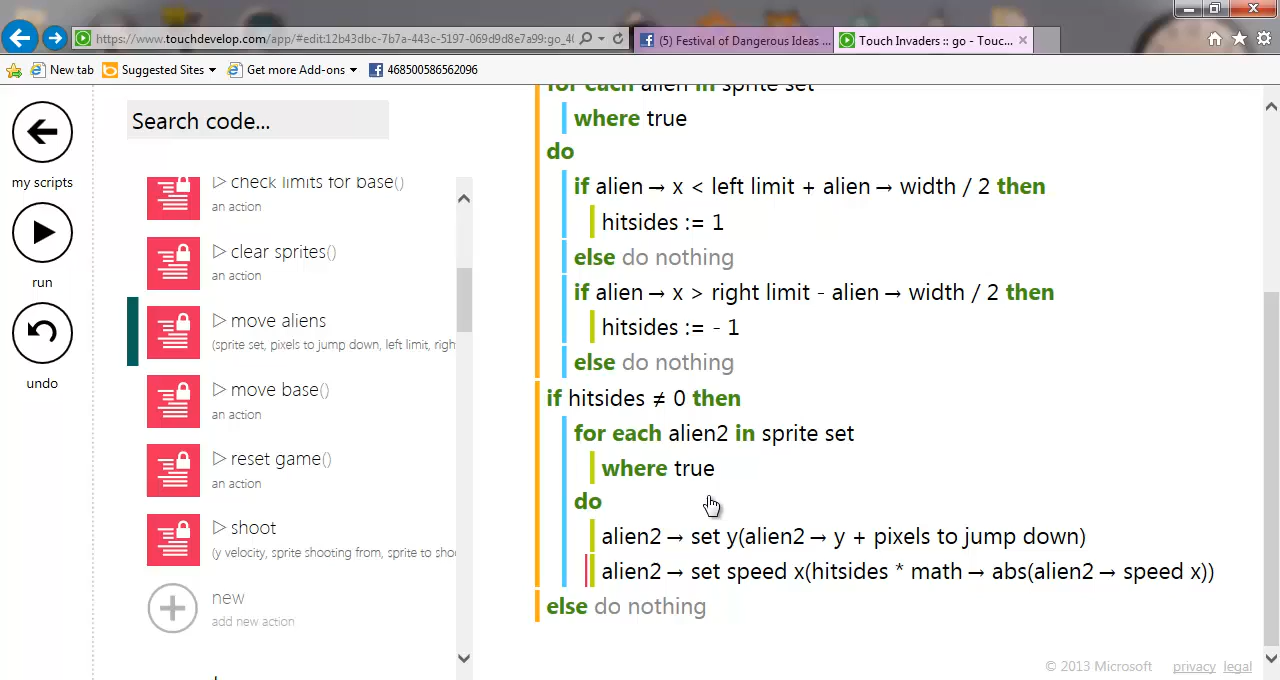 https://www.touchdevelop.com/app/#edit:12b43dbc-7b7a-443c-5197-069d9d8e7a99:go_4(
(5) Festival of Dangerous Ideas ...
Touch Invaders :: go - Touc...
New tab
Suggested Sites
Get more Add-ons
468500586562096
my scripts
run
undo
Search code...
check limits for base()
an action
clear sprites()
an action
move aliens
(sprite set, pixels to jump down, left limit, righ
move base()
an action
reset game()
an action
shoot
(y velocity, sprite shooting from, sprite to sho
new
add new action
for each alien in sprite set
where true
do
if alien → x < left limit + alien → width / 2 then
hitsides := 1
else do nothing
if alien → x > right limit - alien → width / 2 then
hitsides := - 1
else do nothing
if hitsides ≠ 0 then
for each alien2 in sprite set
where true
do
alien2 → set y(alien2 → y + pixels to jump down)
alien2 → set speed x(hitsides * math → abs(alien2 → speed x))
else do nothing
© 2013 Microsoft privacy legal